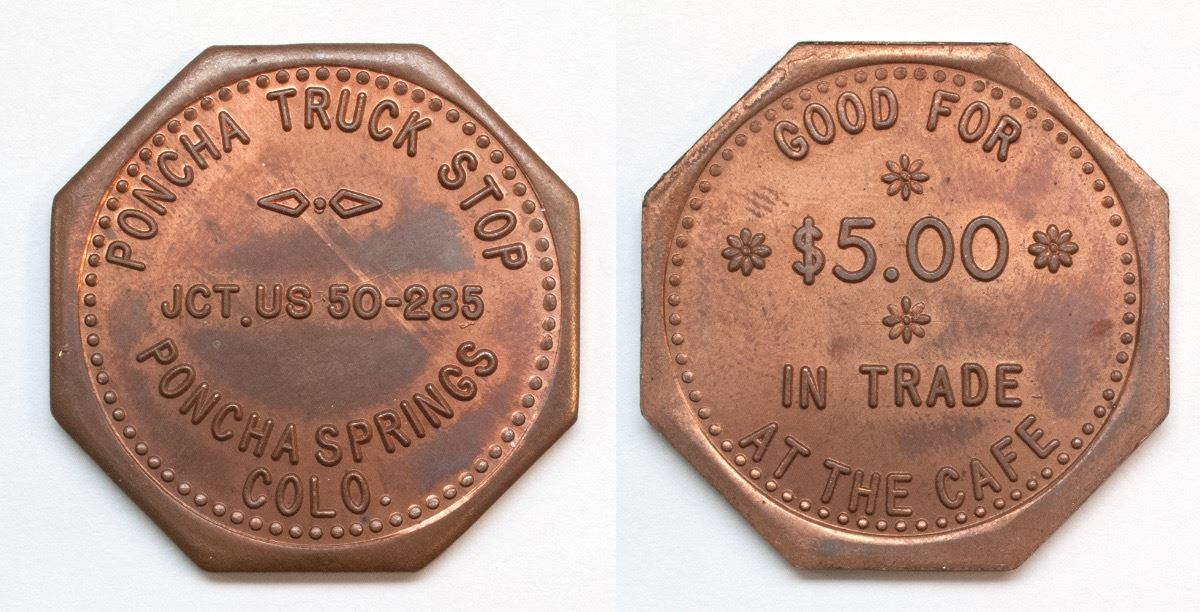 PONCHA TRUCK STOP
JCT. US 50-285
PONCHA SPRINGS
COLO.
GOOD FOR
$5.00
IN TRADE
AT THE CAFE